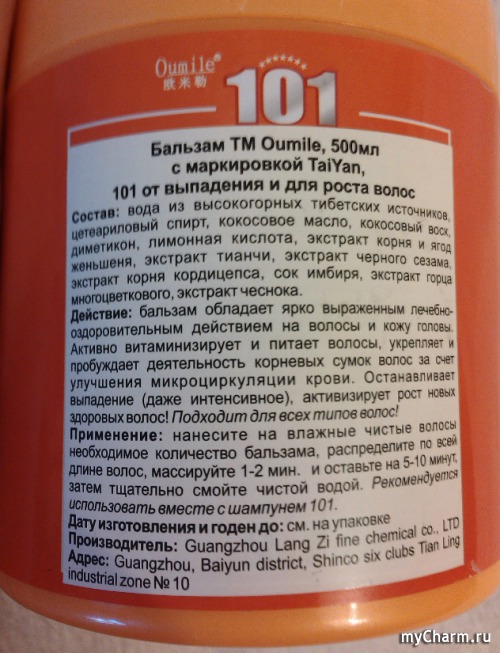 Oumile® 101
欧米勒
Бальзам ТМ Oumile, 500мл
с маркировкой TaiYan,
101 от выпадения и для роста волос
Состав: вода из высокогорных тибетских источников,
цетеариловый спирт, кокосовое масло, кокосовый воск,
диметикон, лимонная кислота, экстракт корня и ягод
женьшеня, экстракт тианчи, экстракт черного сезама,
экстракт корня кордицепса, сок имбиря, экстракт горца
многоцветкового, экстракт чеснока.
Действие: бальзам обладает ярко выраженным лечебно-
оздоровительным действием на волосы и кожу головы.
Активно витаминизирует и питает волосы, укрепляет и
пробуждает деятельность корневых сумок волос за счет
улучшения микроциркуляции крови. Останавливает
выпадение (даже интенсивное), активизирует рост новых
здоровых волос! Подходит для всех типов волос!
Применение: нанесите на влажные чистые волосы
необходимое количество бальзама, распределите по всей
длине волос, массируйте 1-2 мин. и оставьте на 5-10 минут,
затем тщательно смойте чистой водой. Рекомендуется
использовать вместе с шампунем 101.
Дату изготовления и годен до: см. на упаковке
Производитель: Guangzhou Lang Zi fine chemical co., LTD
Адрес: Guangzhou, Baiyun district, Shinco six clubs Tian Ling
industrial zone № 10
myCharm.ru